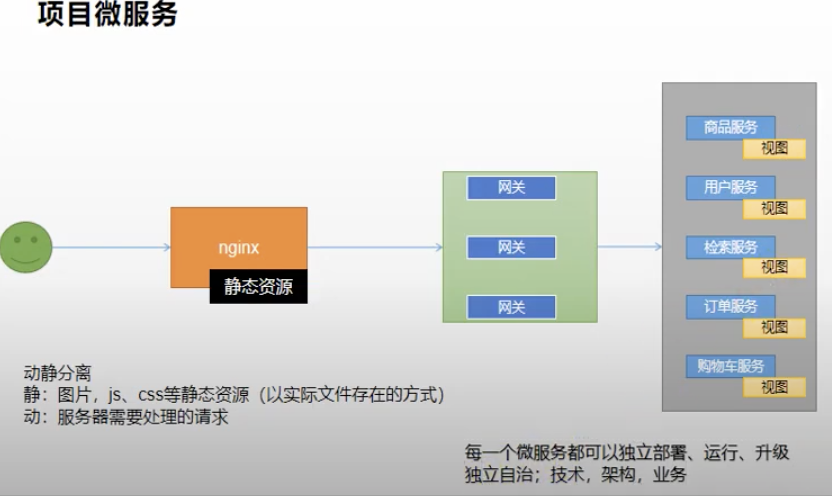 项目微服务
nginx
静态资源
网关
网关
网关
商品服务
视图
用户服务
视图
检索服务
视图
订单服务
视图
购物车服务
视图
动静分离
静：图片，js、css等静态资源（以实际文件存在的方式）
动：服务器需要处理的请求
每一个微服务都可以独立部署、运行、升级
独立自治；技术，架构，业务